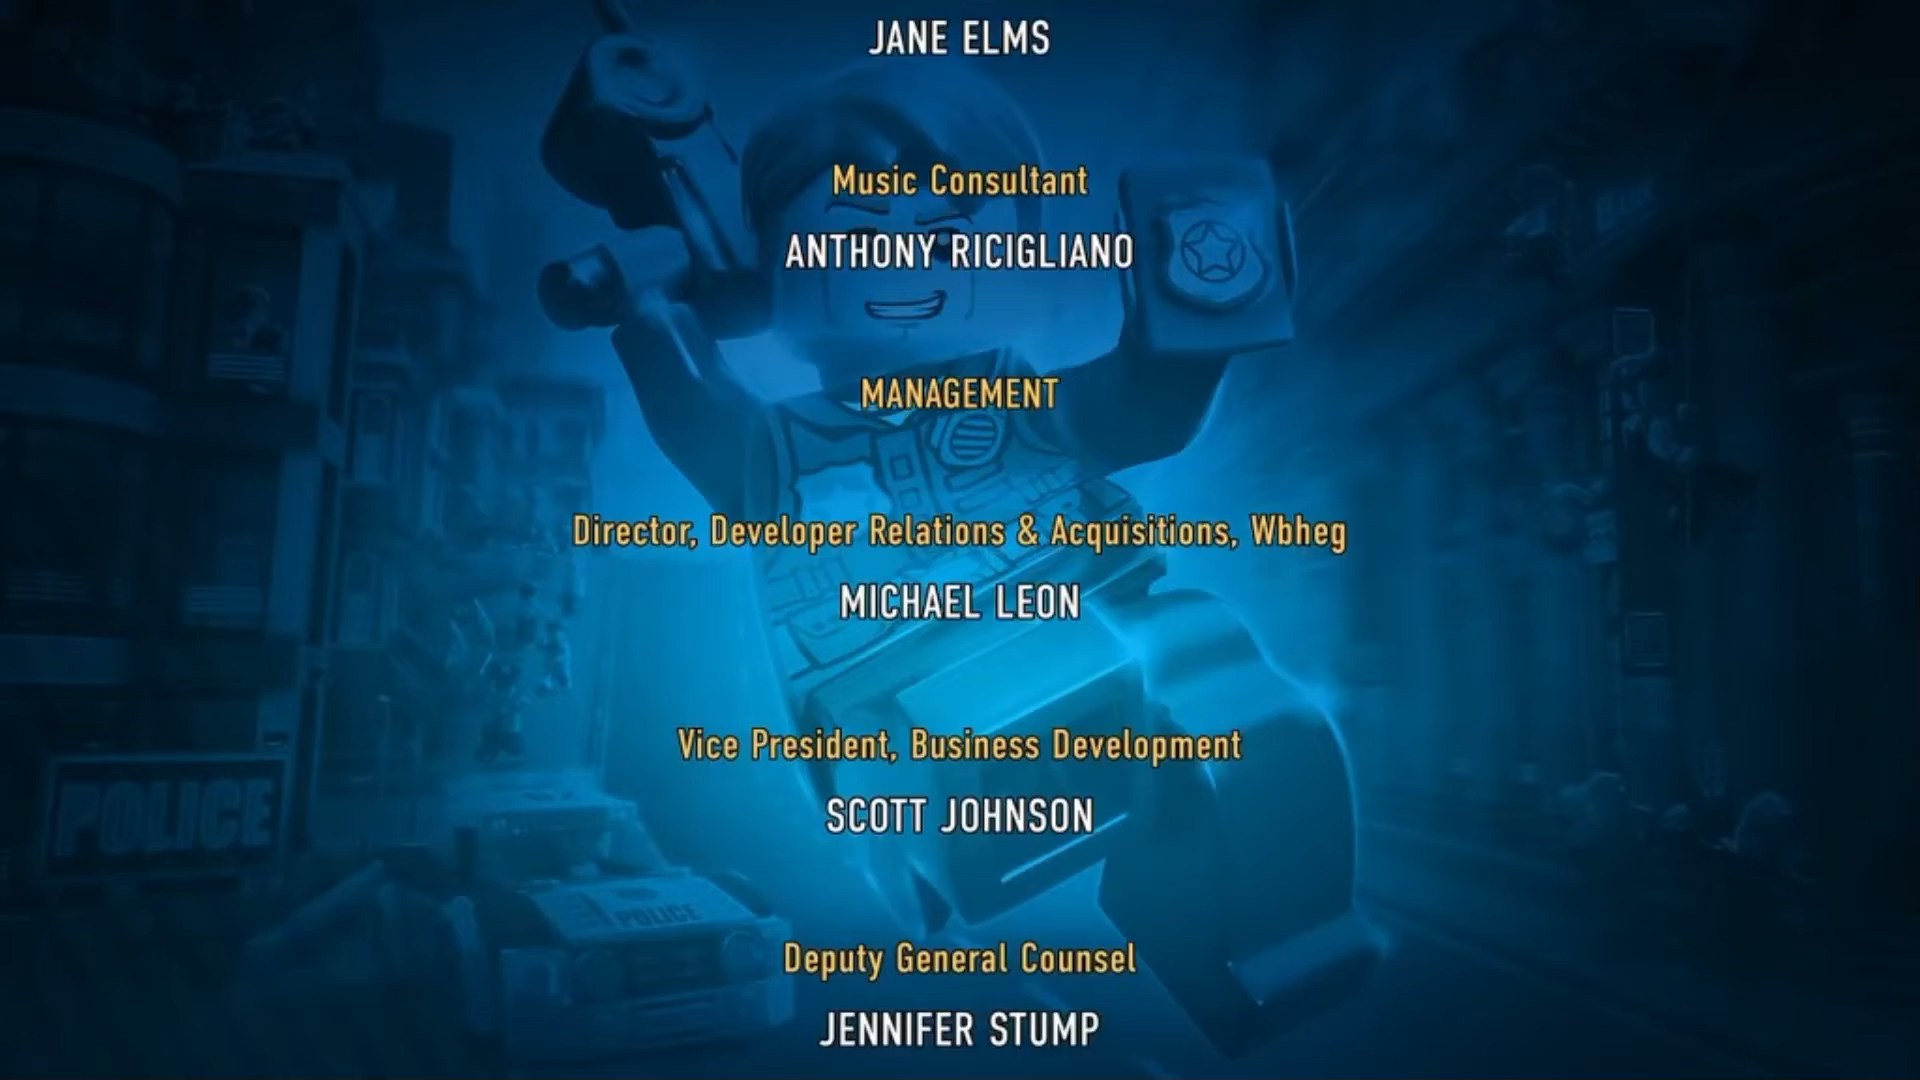 JANE ELMS
Music Consultant
ANTHONY RICIGLIANO
MANAGEMENT
Director, Developer Relations & Acquisitions, Wbheg
MICHAEL LEON
Vice President, Business Development
SCOTT JOHNSON
POLICE
POLICE
Deputy General Counsel
JENNIFER STUMP